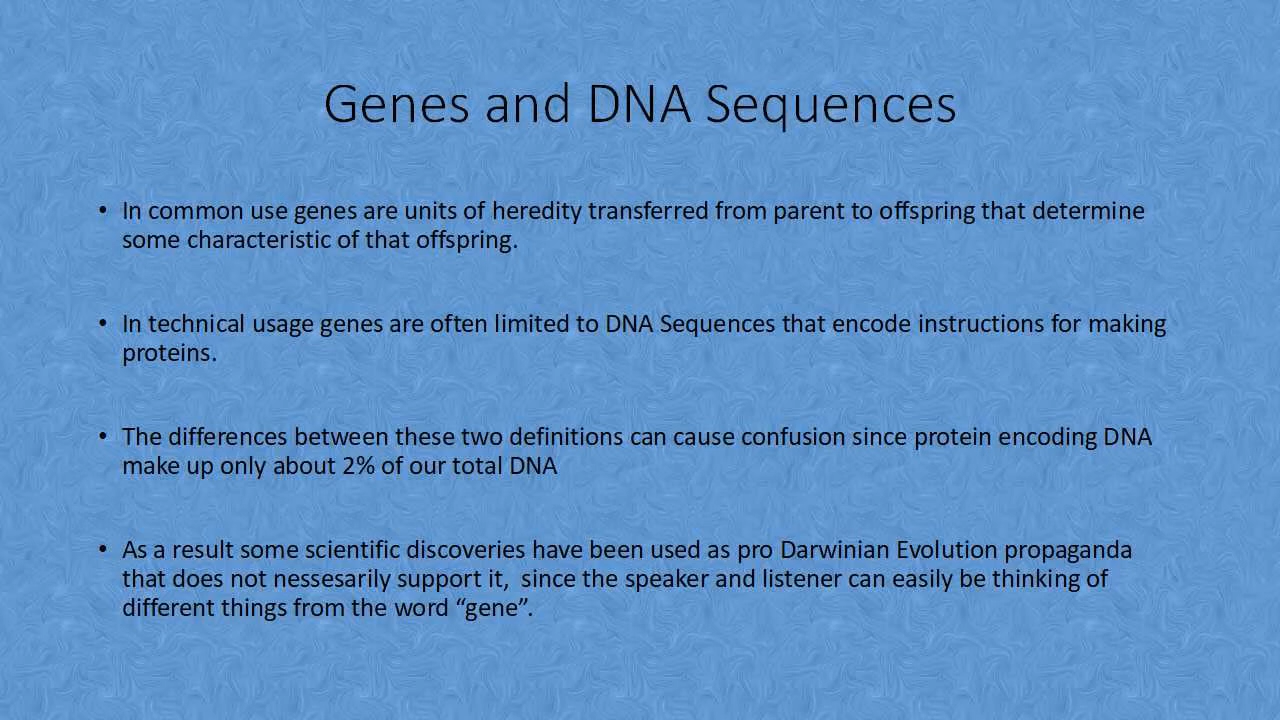 Genes and DNA Sequences
• In common use genes are units of heredity transferred from parent to offspring that determine
some characteristic of that offspring.
• In technical usage genes are often limited to DNA Sequences that encode instructions for making
proteins.
• The differences between these two definitions can cause confusion since protein encoding DNA
make up only about 2% of our total DNA
• As a result some scientific discoveries have been used as pro Darwinian Evolution propaganda
that does not nessesarily support it,  since the speaker and listener can easily be thinking of
different things from the word “gene”.